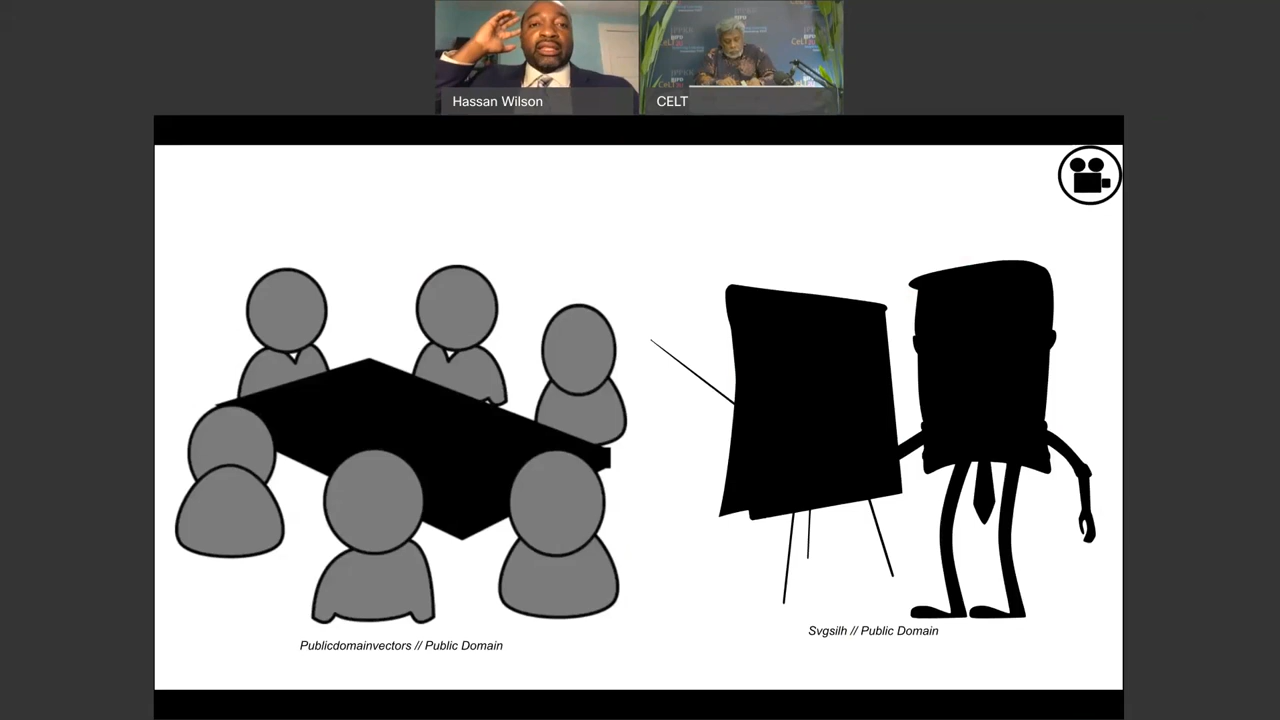 Hassan Wilson
CELT
Publicdomainvectors // Public Domain
Svgsilh // Public Domain